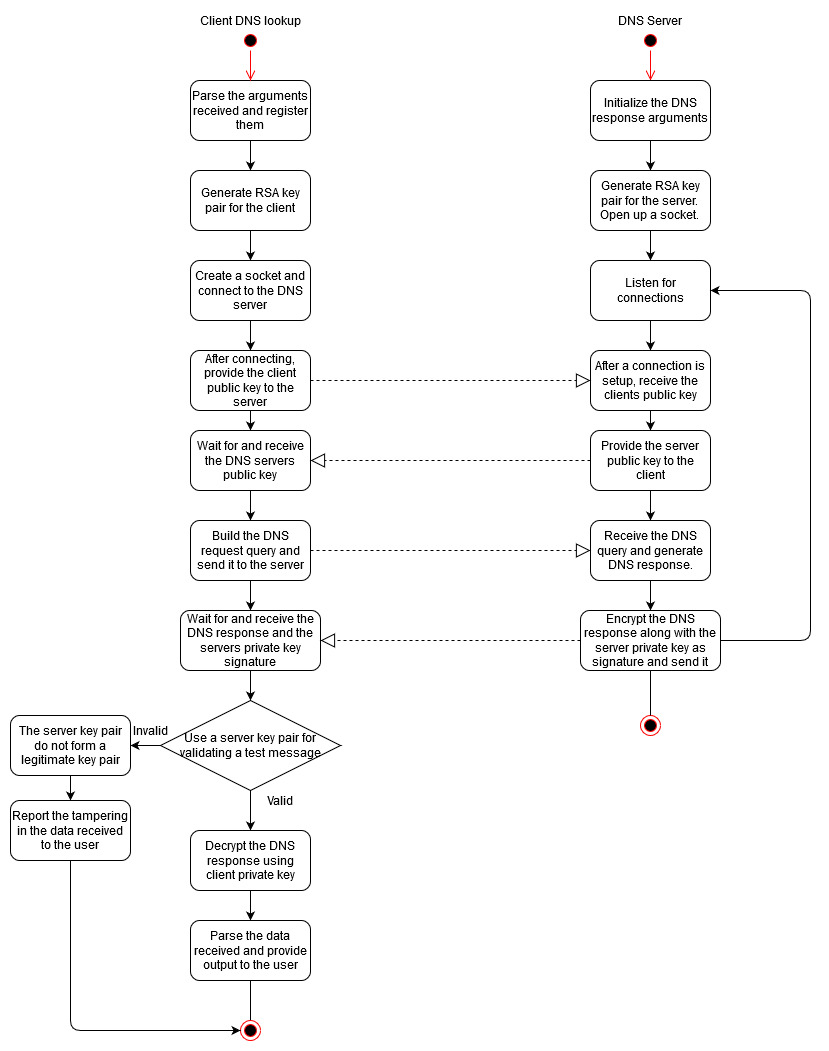 Client DNS lookup
DNS Server
Parse the arguments
received and register
them
Initialize the DNS
response arguments
Generate RSA key
pair for the client
Generate RSA key
pair for the server.
Open up a socket.
Create a socket and
connect to the DNS
server
Listen for
connections
After connecting,
provide the client
public key to the
server
After a connection is
setup, receive the
clients public key
Wait for and receive
the DNS servers
public key
Provide the server
public key to the
client
Build the DNS
request query and
send it to the server
Receive the DNS
query and generate
DNS response.
Wait for and receive the
DNS response and the
servers private key
signature
Encrypt the DNS
response along with the
server private key as
signature and send it
The server key pair
do not form a
legitimate key pair
Invalid
Use a server key pair for
validating a test message
Valid
Report the tampering
in the data received
to the user
Decrypt the DNS
response using
client private key
Parse the data
received and provide
output to the user